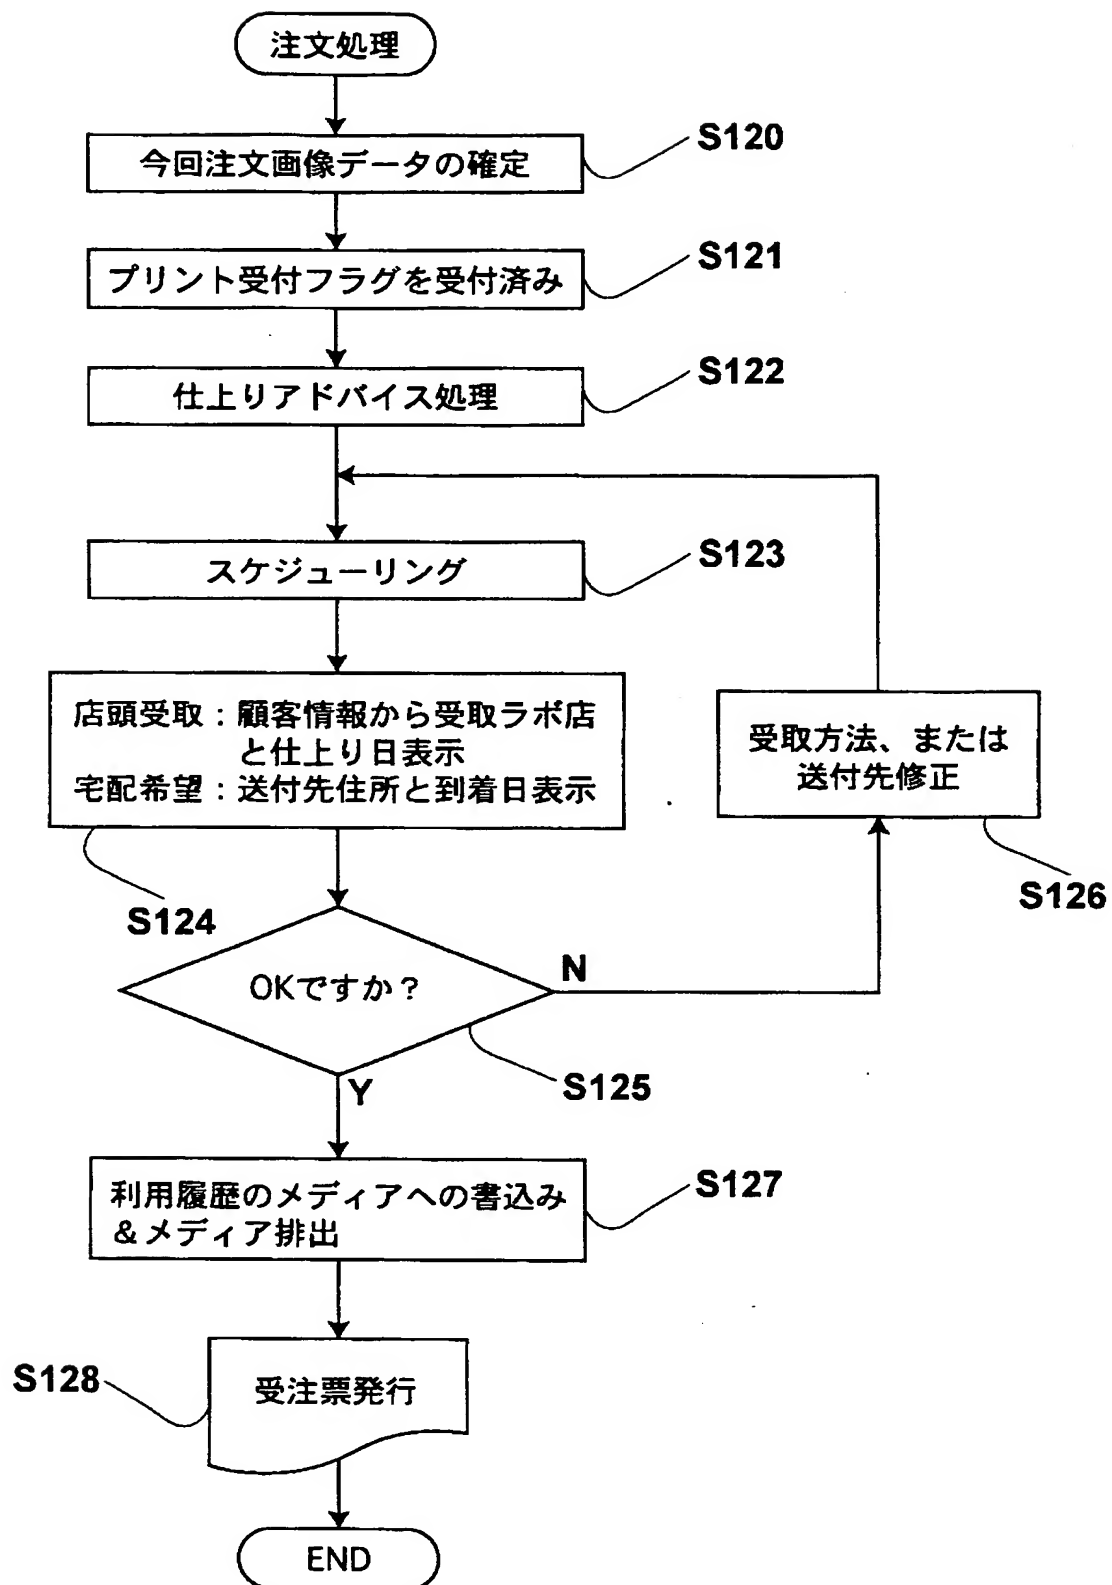 注文処理
今回注文画像データの確定
S120
プリント受付フラグを受付済み
S121
仕上りアドバイス処理
S122
スケジューリング
S123
店頭受取：顧客情報から受取ラボ店
と仕上り日表示
宅配希望：送付先住所と到着日表示
S124
受取方法、または
送付先修正
S126
OKですか？
N
S125
Y
利用履歴のメディアへの書込み
＆メディア排出
S127
S128
受注票発行
END